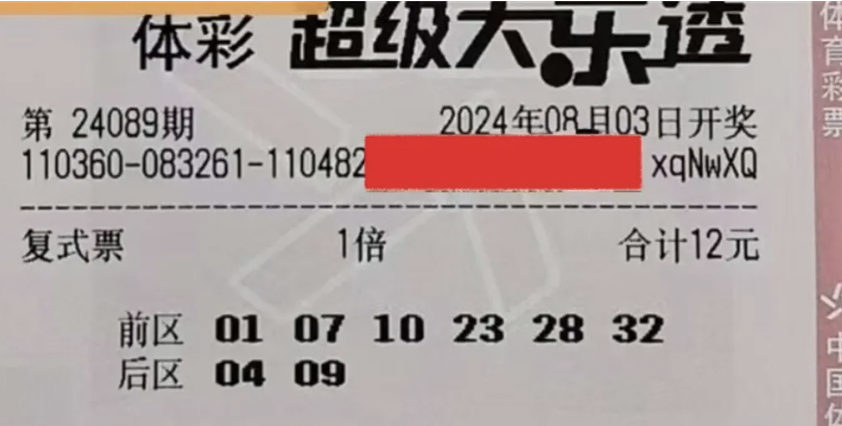 体彩 超级大乐透
第 24089期 2024年08月03日开奖
110360-083261-110482 xqNwXQ
复式票 1倍 合计12元
前区 01 07 10 23 28 32
后区 04 09
体育彩票
中国体